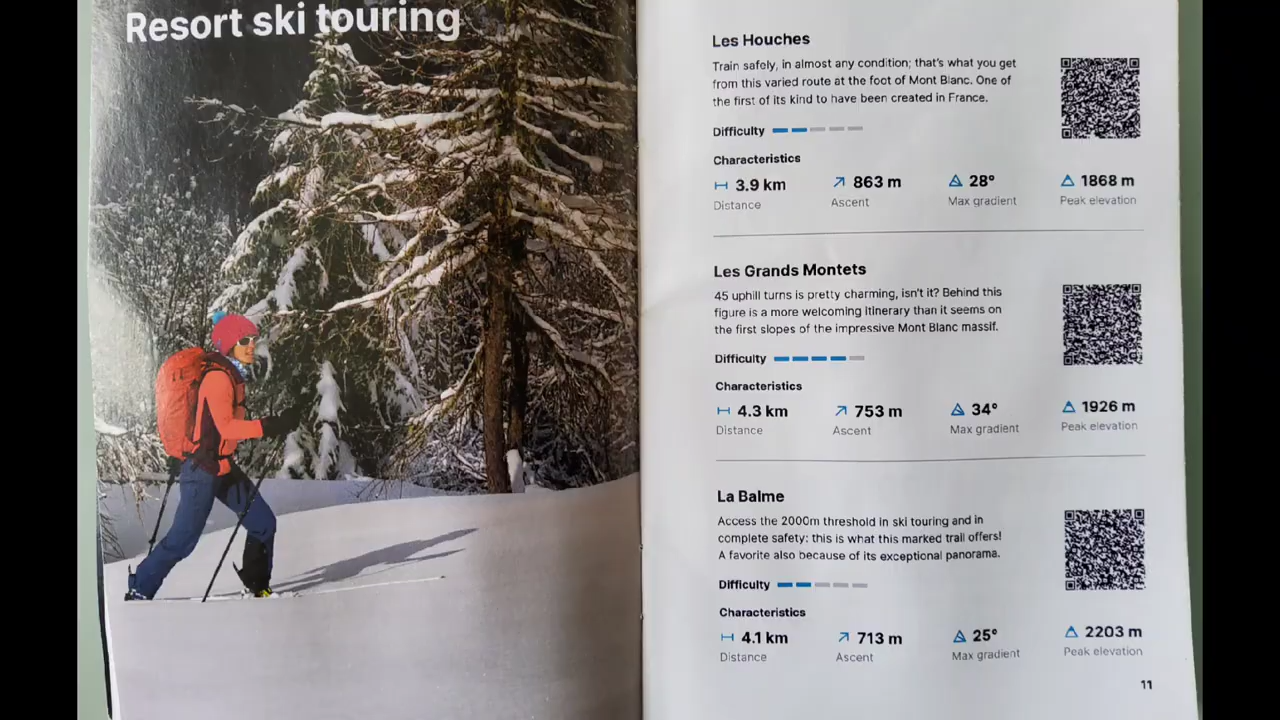 Resort ski touring
Les Houches
Train safely, in almost any condition; that's what you get
from this varied route at the foot of Mont Blanc. One of
the first of its kind to have been created in France.
Difficulty
Characteristics
3.9 km
Distance
863 m
Ascent
28°
Max gradient
1868 m
Peak elevation
Les Grands Montets
45 uphill turns is pretty charming, isn't it? Behind this
figure is a more welcoming itinerary than it seems on
the first slopes of the impressive Mont Blanc massif.
Difficulty
Characteristics
4.3 km
Distance
753 m
Ascent
34°
Max gradient
1926 m
Peak elevation
La Balme
Access the 2000m threshold in ski touring and in
complete safety: this is what this marked trail offers!
A favorite also because of its exceptional panorama.
Difficulty
Characteristics
4.1 km
Distance
713 m
Ascent
25°
Max gradient
2203 m
Peak elevation
11